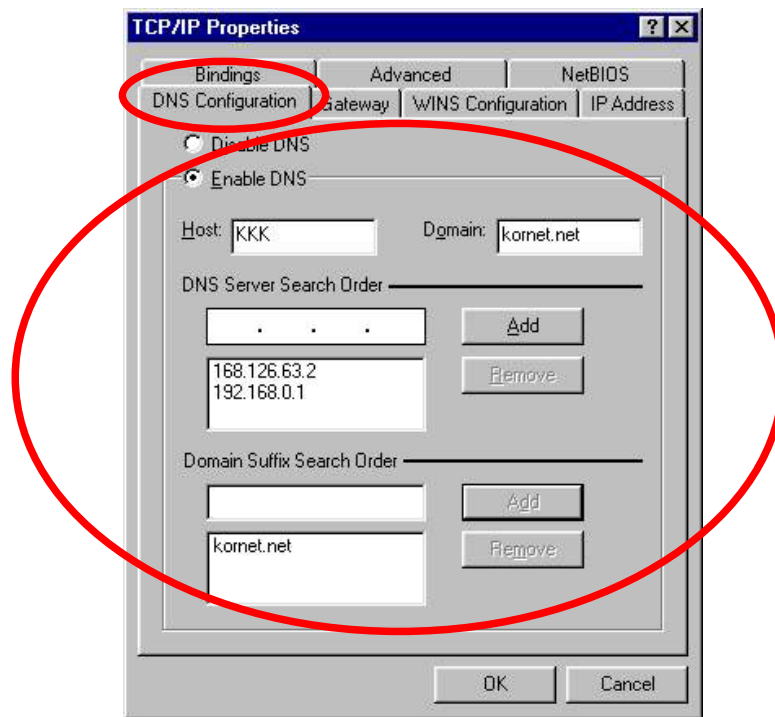 TCP/IP Properties
Bindings Advanced NetBIOS
DNS Configuration Gateway WINS Configuration IP Address
Disable DNS
Enable DNS
Host: KKK Domain: kornet.net
DNS Server Search Order
. . . Add
168.126.63.2 Remove
192.168.0.1
Domain Suffix Search Order
Add
kornet.net Remove
OK Cancel